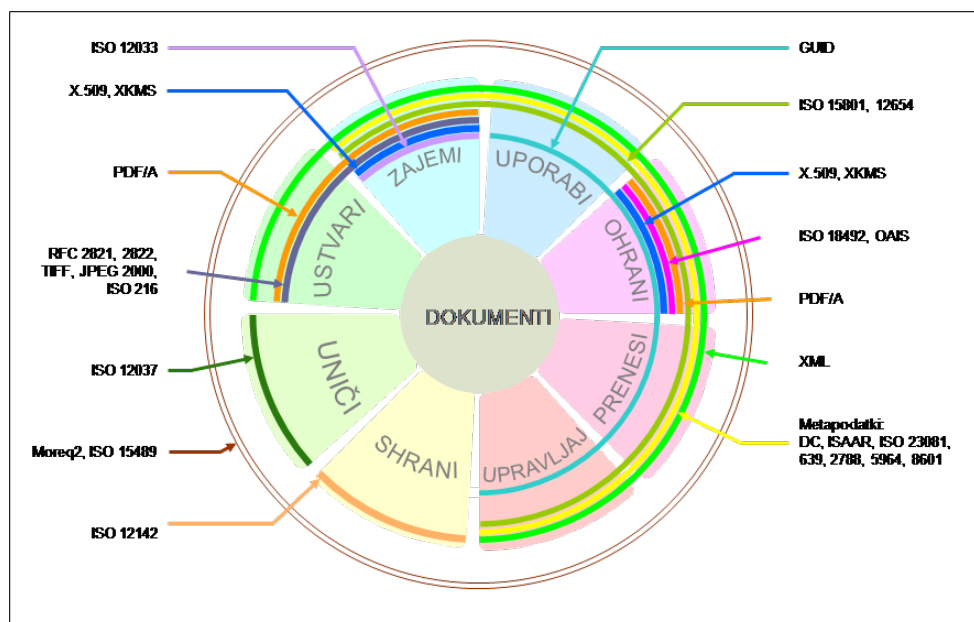 ISO 12033
X.509, XKMS
PDF/A
RFC 2821, 2822,
TIFF, JPEG 2000,
ISO 216
ISO 12037
Moreq2, ISO 15489
ISO 12142
GUID
ISO 15801, 12654
X.509, XKMS
ISO 18492, OAIS
PDF/A
XML
Metapodatki:
DC, ISAAR, ISO 23081,
639, 2788, 5964, 8601
ZAJEMI
UPORABI
OHRANI
PRENESI
UPRAVLJAJ
SHRANI
UNIČI
USTVARI
DOKUMENTI